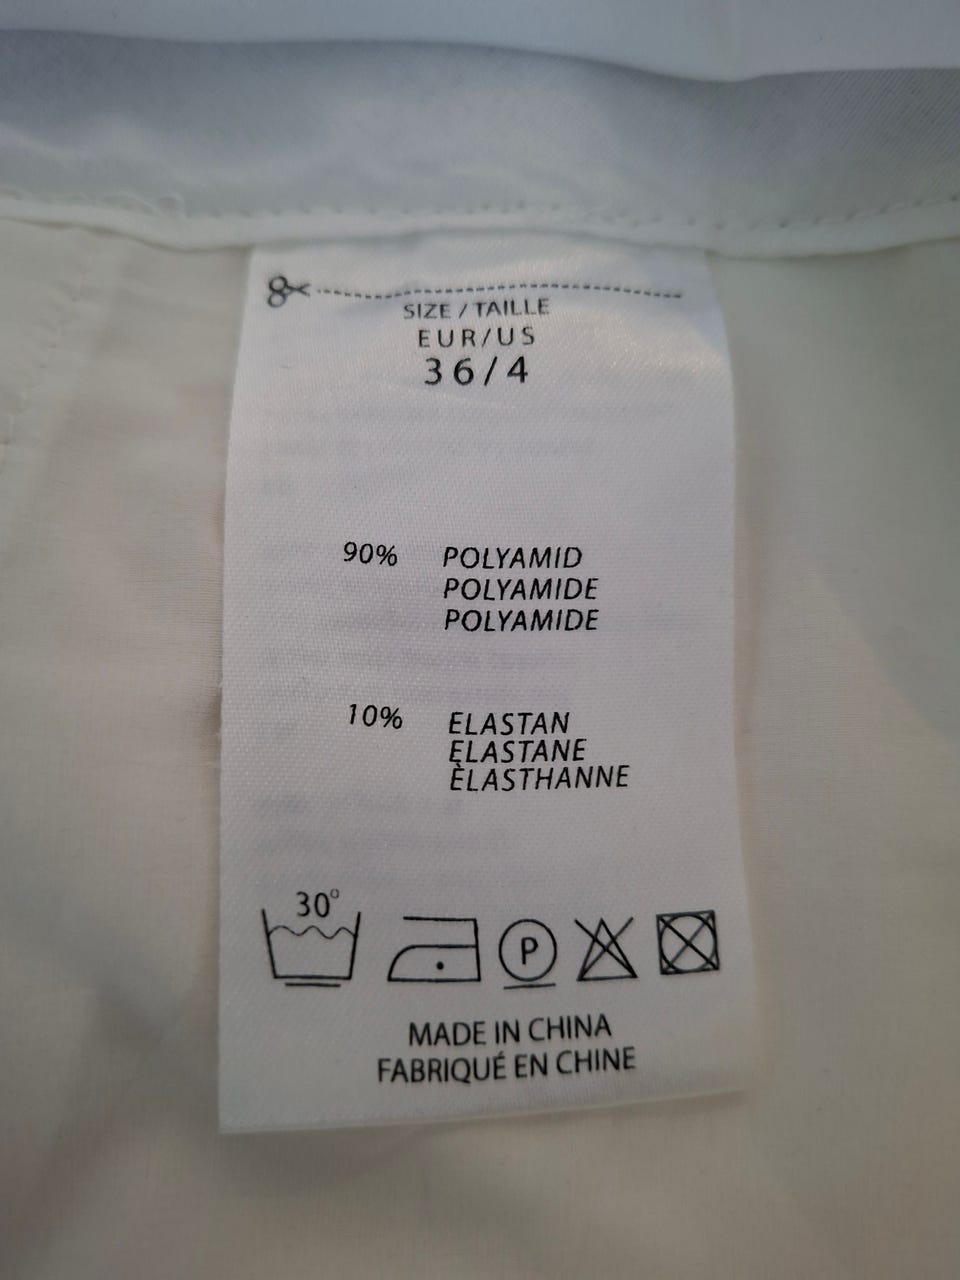 SIZE / TAILLE
EUR/US
36/4
90% POLYAMID
POLYAMIDE
POLYAMIDE
10% ELASTAN
ELASTANE
ÉLASTHANNE
30°
P
MADE IN CHINA
FABRIQUÉ EN CHINE